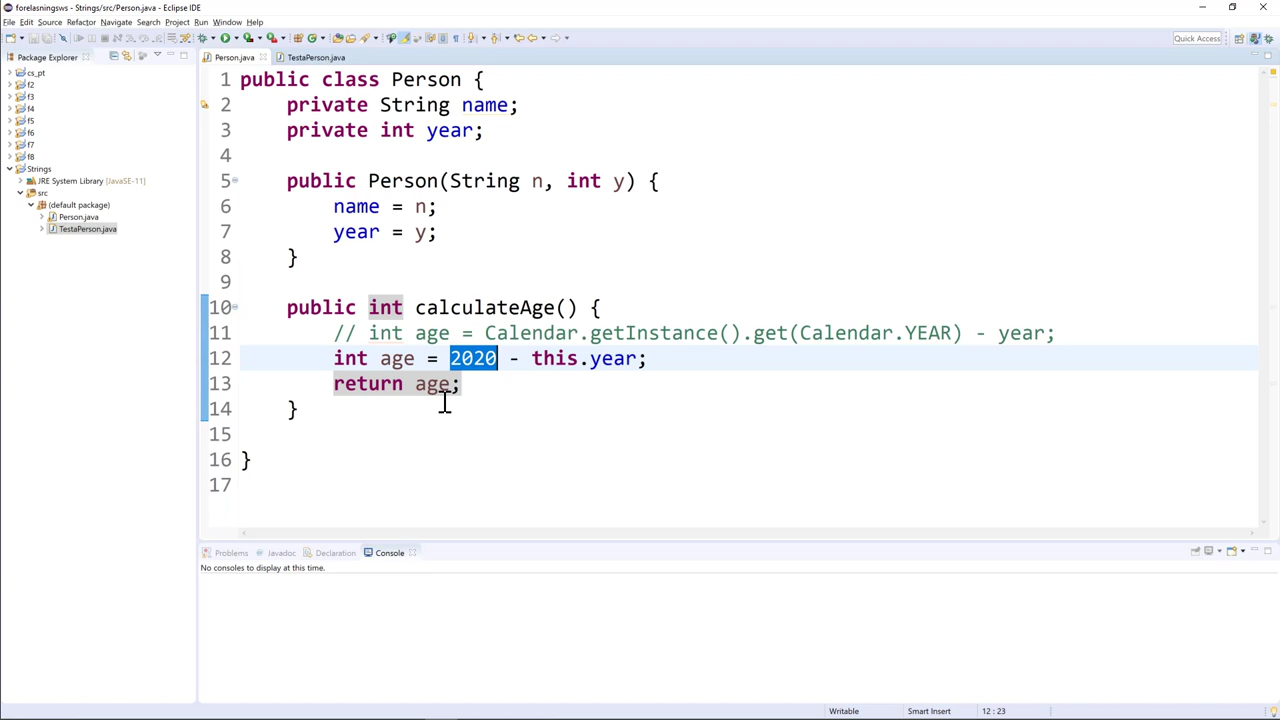 forelasningsws - Strings/src/Person.java - Eclipse IDE
File Edit Source Refactor Navigate Search Project Run Window Help
Quick Access
Package Explorer
Person.java
TestaPerson.java
cs_pt
f2
f3
f4
f5
f6
f7
f8
Strings
JRE System Library [JavaSE-11]
src
(default package)
Person.java
TestaPerson.java
1 public class Person {
2 private String name;
3 private int year;
4
5 public Person(String n, int y) {
6 name = n;
7 year = y;
8 }
9
10 public int calculateAge() {
11 // int age = Calendar.getInstance().get(Calendar.YEAR) - year;
12 int age = 2020 - this.year;
13 return age;
14 }
15
16 }
17
Problems Javadoc Declaration Console
No consoles to display at this time.
Writable Smart Insert 12 : 23